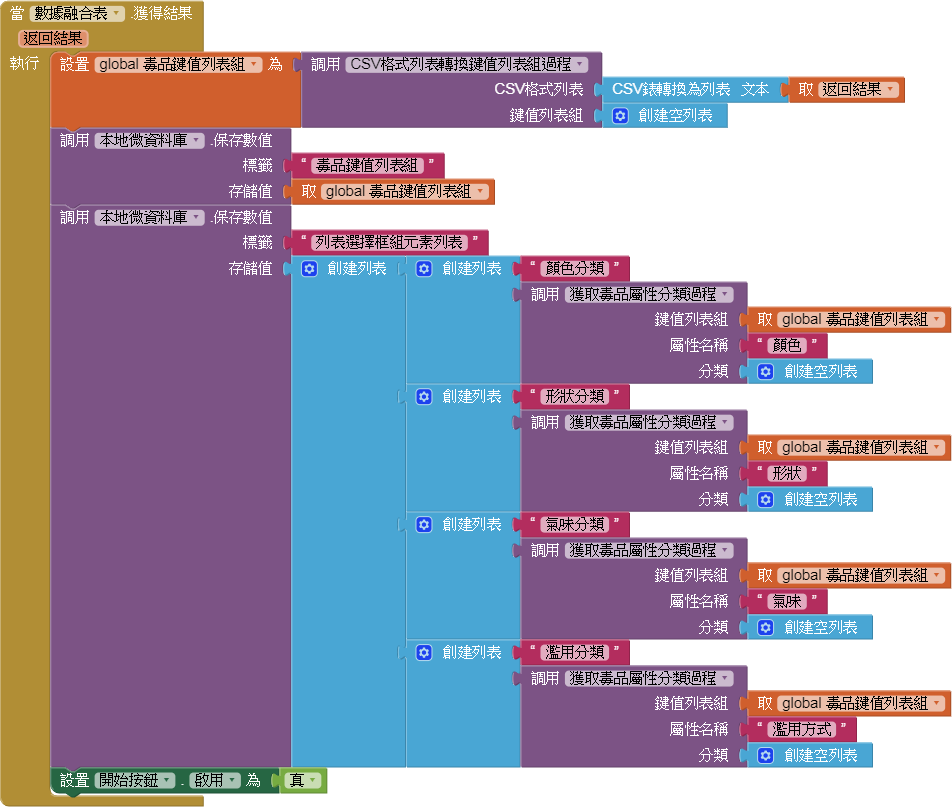 當 數據融合表 .獲得結果
返回結果
執行 設置 global 毒品鍵值列表組 為 調用 CSV格式列表轉換鍵值列表組過程
CSV格式列表 CSV鍊轉換為列表 文本 取 返回結果
鍵值列表組 創建空列表
調用 本地微資料庫 .保存數值
標籤 “ 毒品鍵值列表組 ”
存儲值 取 global 毒品鍵值列表組
調用 本地微資料庫 .保存數值
標籤 “ 列表選擇框組元素列表 ”
存儲值 創建列表 創建列表 “ 顏色分類 ”
調用 獲取毒品屬性分類過程
鍵值列表組 取 global 毒品鍵值列表組
屬性名稱 “ 顏色 ”
分類 創建空列表
創建列表 “ 形狀分類 ”
調用 獲取毒品屬性分類過程
鍵值列表組 取 global 毒品鍵值列表組
屬性名稱 “ 形狀 ”
分類 創建空列表
創建列表 “ 氣味分類 ”
調用 獲取毒品屬性分類過程
鍵值列表組 取 global 毒品鍵值列表組
屬性名稱 “ 氣味 ”
分類 創建空列表
創建列表 “ 濫用分類 ”
調用 獲取毒品屬性分類過程
鍵值列表組 取 global 毒品鍵值列表組
屬性名稱 “ 濫用方式 ”
分類 創建空列表
設置 開始按鈕 . 啟用 為 真